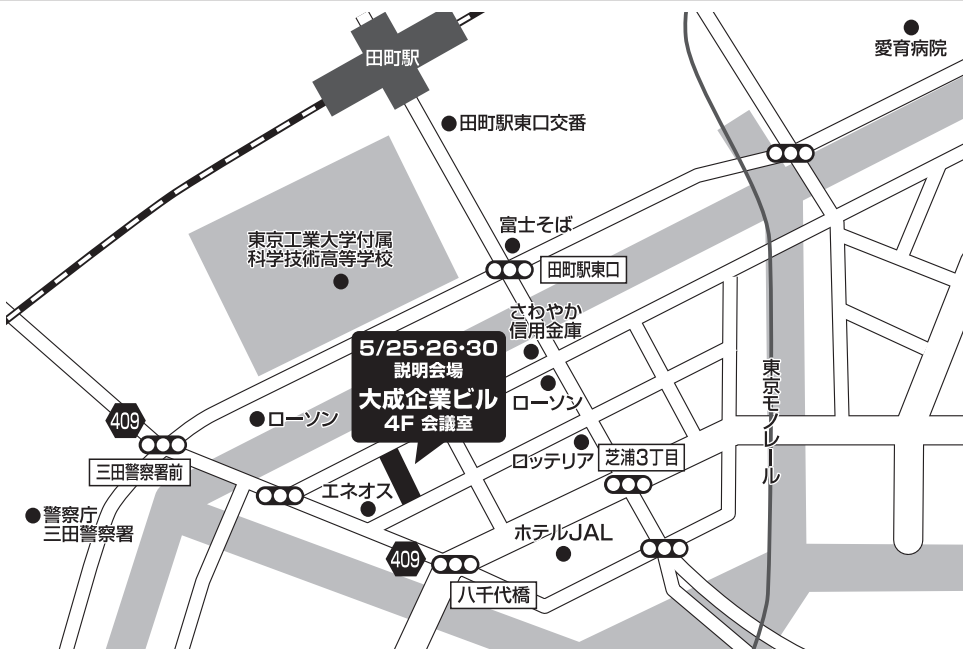 田町駅
愛育病院
田町駅東口交番
富士そば
東京工業大学付属
科学技術高等学校
田町駅東口
さわやか
信用金庫
5/25・26・30
説明会場
大成企業ビル
4F 会議室
ローソン
東京モノレール
409
ローソン
三田警察署前
ロッテリア
芝浦3丁目
エネオス
警察庁
三田警察署
ホテルJAL
409
八千代橋